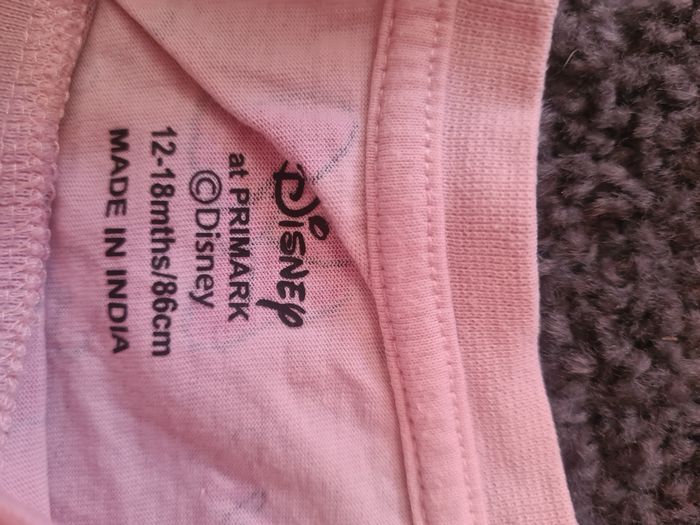 Disney
at PRIMARK
©Disney
12-18mths/86cm
MADE IN INDIA